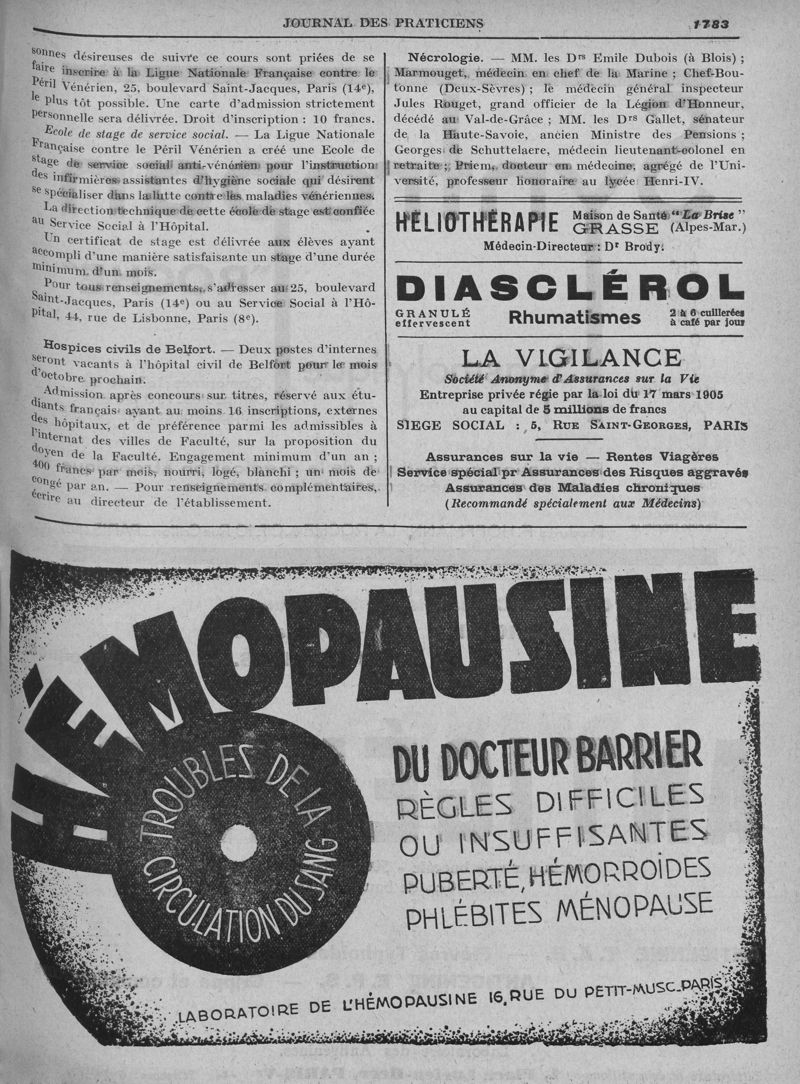 JOURNAL DES PRATICIENS 1783
sonnes désireuses de suivre ce cours sont priées de se
faire inscrire à la Ligue Nationale Française contre le
Péril Vénérien, 25, boulevard Saint-Jacques, Paris (14e),
le plus tôt possible. Une carte d'admission strictement
personnelle sera délivrée. Droit d'inscription : 10 francs.
Ecole de stage de service social. — La Ligue Nationale
Française contre le Péril Vénérien a créé une Ecole de
stage de service social anti-vénérien pour l'instruction
des infirmières assistantes d'hygiène sociale qui désirent
se spécialiser dans la lutte contre les maladies vénériennes.
La direction technique de cette école de stage est confiée
au Service Social à l'Hôpital.
Un certificat de stage est délivrée aux élèves ayant
accompli d'une manière satisfaisante un stage d'une durée
minimum d'un mois.
Pour tous renseignements, s'adresser au 25, boulevard
Saint-Jacques, Paris (14e) ou au Service Social à l'Hô-
pital, 44, rue de Lisbonne, Paris (8e).
Hospices civils de Belfort. — Deux postes d'internes
seront vacants à l'hôpital civil de Belfort pour le mois
d'octobre prochain.
Admission après concours sur titres, réservé aux étu-
diants français ayant au moins 16 inscriptions, externes
des hôpitaux, et de préférence parmi les admissibles à
l'internat des villes de Faculté, sur la proposition du
doyen de la Faculté. Engagement minimum d'un an ;
400 francs par mois, nourri, logé, blanchi ; un mois de
congé par an. — Pour renseignements complémentaires,
écrire au directeur de l'établissement.
Nécrologie. — MM. les Drs Emile Dubois (à Blois) ;
Marmouget, médecin en chef de la Marine ; Chef-Bou-
tonne (Deux-Sèvres) ; le médecin général inspecteur
Jules Rouget, grand officier de la Légion d'Honneur,
décédé au Val-de-Grâce ; MM. les Drs Gallet, sénateur
de la Haute-Savoie, ancien Ministre des Pensions ;
Georges de Schuttelaere, médecin lieutenant-colonel en
retraite ; Priem, docteur en médecine, agrégé de l'Uni-
versité, professeur honoraire au lycée Henri-IV.
HÉLIOTHÉRAPIE Maison de Santé "La Brise"
GRASSE (Alpes-Mar.)
Médecin-Directeur : Dr Brody.
DIASCLÉROL
GRANULÉ
effervescent
Rhumatismes
2 à 6 cuillerées
à café par jour
LA VIGILANCE
Société Anonyme d'Assurances sur la Vie
Entreprise privée régie par la loi du 17 mars 1905
au capital de 5 millions de francs
SIEGE SOCIAL : 5, RUE SAINT-GEORGES, PARIS
Assurances sur la vie — Rentes Viagères
Service spécial pr Assurances des Risques aggravés
Assurances des Maladies chroniques
(Recommandé spécialement aux Médecins)
HÉMOPAUSINE
TROUBLES DE LA
CIRCULATION DU SANG
DU DOCTEUR BARRIER
RÈGLES DIFFICILES
OU INSUFFISANTES
PUBERTÉ, HÉMORROÏDES
PHLÉBITES MÉNOPAUSE
LABORATOIRE DE L'HÉMOPAUSINE 16, RUE DU PETIT-MUSC. PARIS